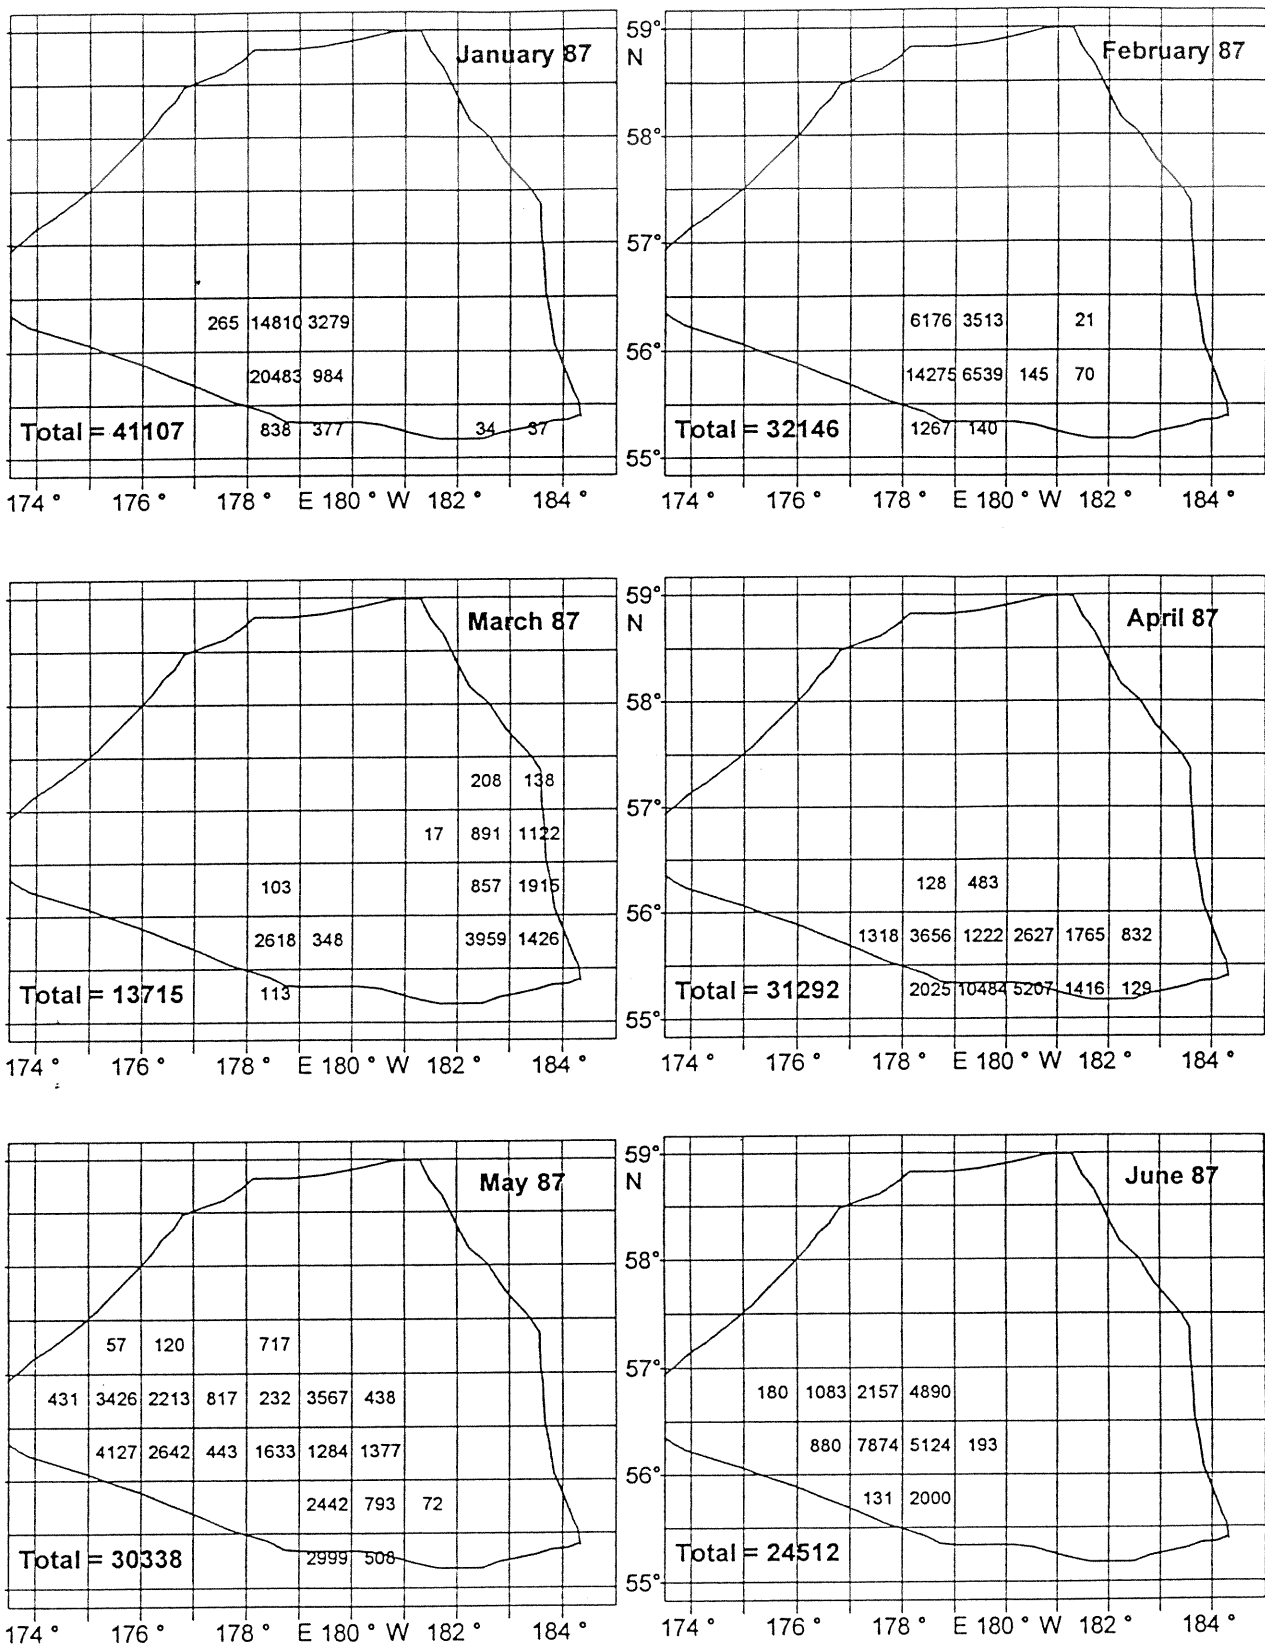 January 87
59°
N
February 87
58°
57°
265 14810 3279
6176 3513 21
56°
20483 984
14275 6539 145 70
Total = 41107 838 377 34 37
Total = 32146 1267 140
55°
174° 176° 178° E 180° W 182° 184°
174° 176° 178° E 180° W 182° 184°
March 87
59°
N
April 87
58°
208 138
57°
17 891 1122
103 857 1915
128 483
56°
2618 348 3959 1426
1318 3656 1222 2627 1765 832
Total = 13715 113
Total = 31292 2025 10484 5207 1416 129
55°
174° 176° 178° E 180° W 182° 184°
174° 176° 178° E 180° W 182° 184°
May 87
59°
N
June 87
58°
57 120 717
57°
431 3426 2213 817 232 3567 438
180 1083 2157 4890
4127 2642 443 1633 1284 1377
880 7874 5124 193
56°
2442 793 72
131 2000
Total = 30338 2999 508
Total = 24512
55°
174° 176° 178° E 180° W 182° 184°
174° 176° 178° E 180° W 182° 184°